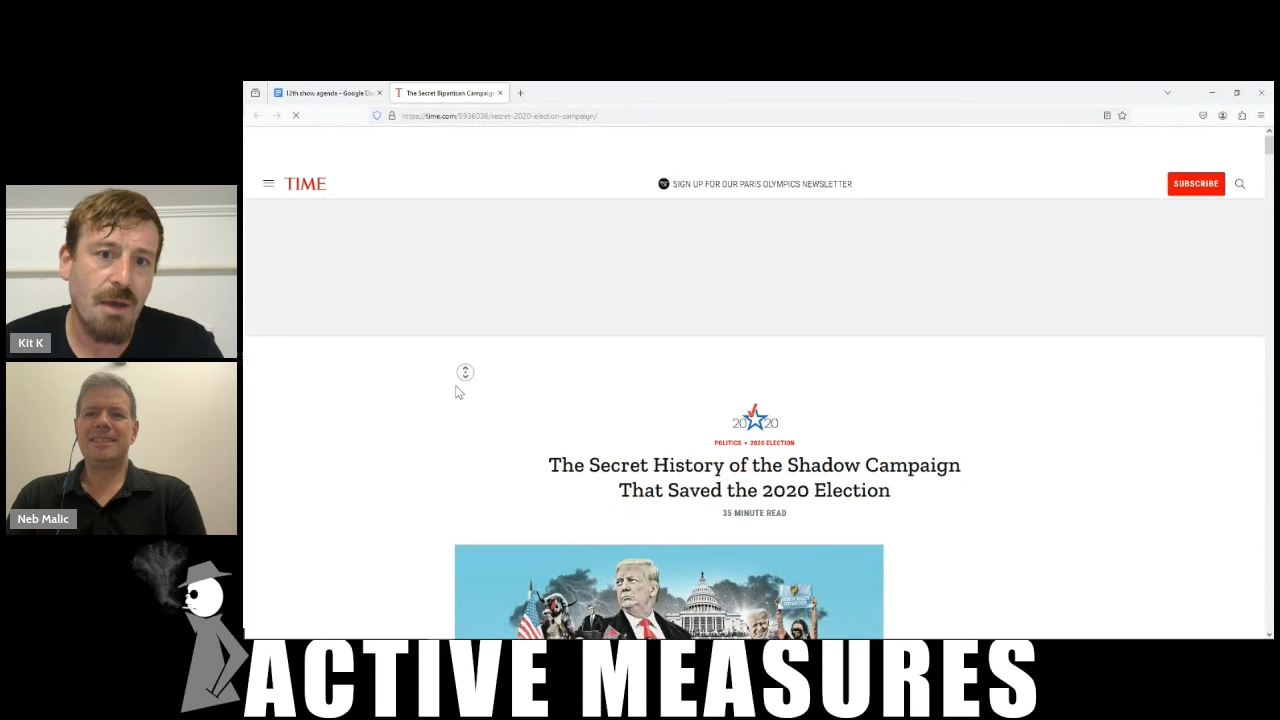 12th show agenda - Google Do
The Secret Bipartisan Campaign
https://time.com/5936036/secret-2020-election-campaign/
TIME
SIGN UP FOR OUR PARIS OLYMPICS NEWSLETTER
SUBSCRIBE
2020
POLITICS • 2020 ELECTION
The Secret History of the Shadow Campaign
That Saved the 2020 Election
35 MINUTE READ
Kit K
Neb Malic
ACTIVE MEASURES